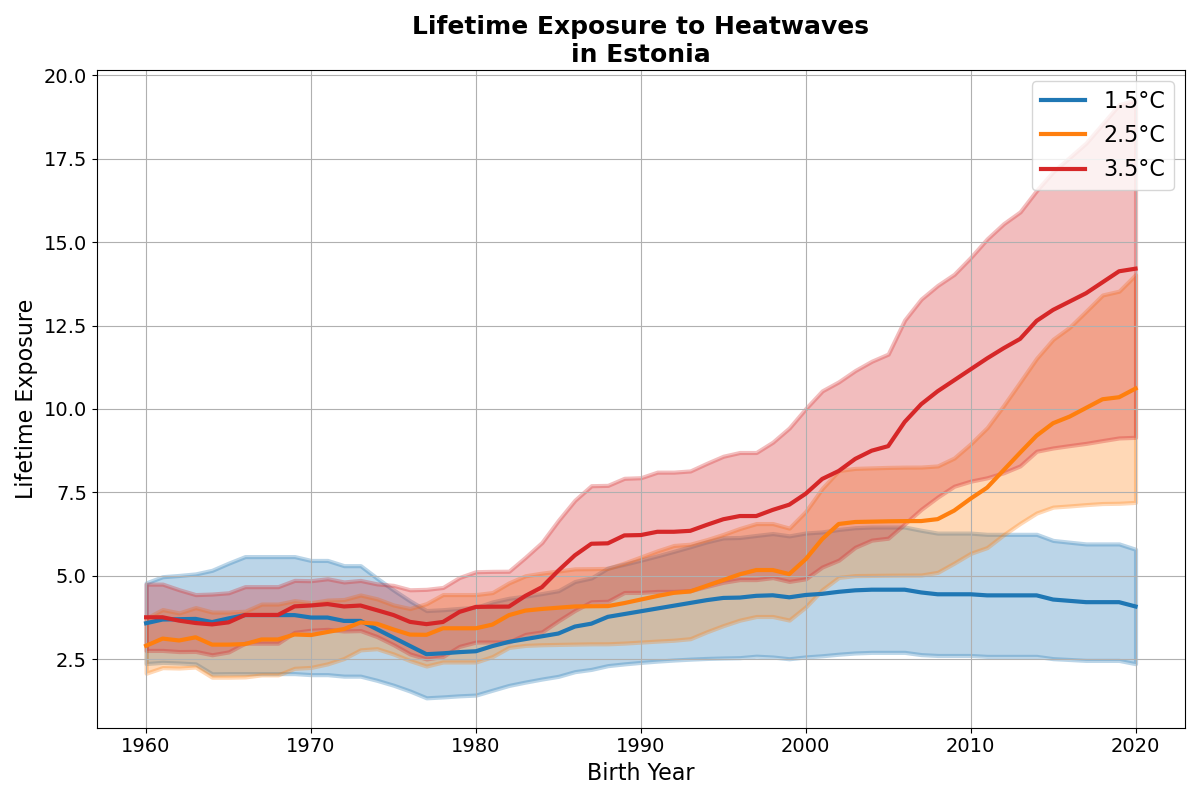 Lifetime Exposure to Heatwaves
in Estonia
20.0
17.5
15.0
12.5
10.0
7.5
5.0
2.5
Lifetime Exposure
1.5°C
2.5°C
3.5°C
1960
1970
1980
1990
2000
2010
2020
Birth Year